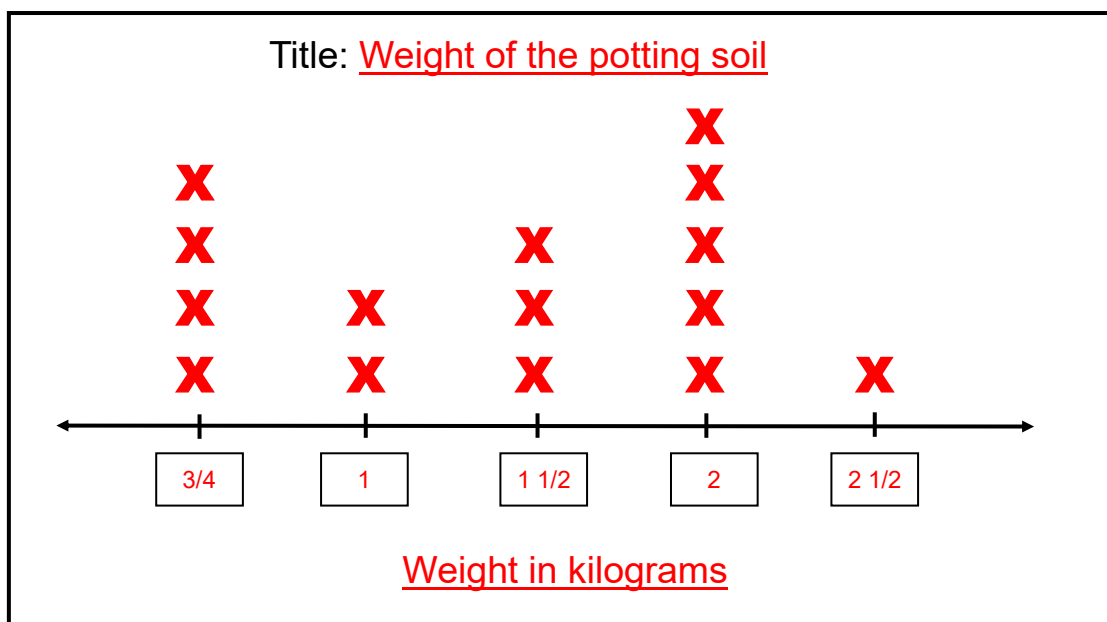 Title: Weight of the potting soil
3/4 1 1 1/2 2 2 1/2
Weight in kilograms